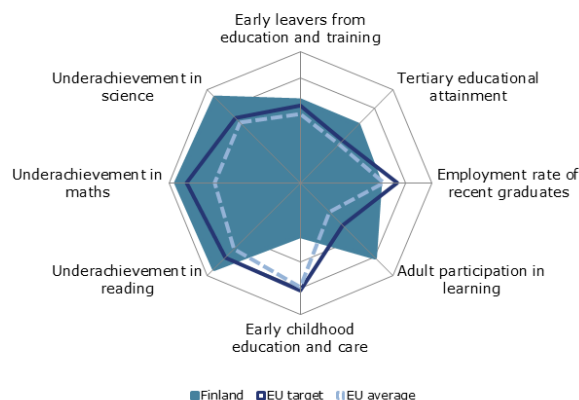 Early leavers from
education and training
Tertiary educational
attainment
Employment rate of
recent graduates
Adult participation in
learning
Early childhood
education and care
Underachievement in
reading
Underachievement in
maths
Underachievement in
science
Finland EU target EU average